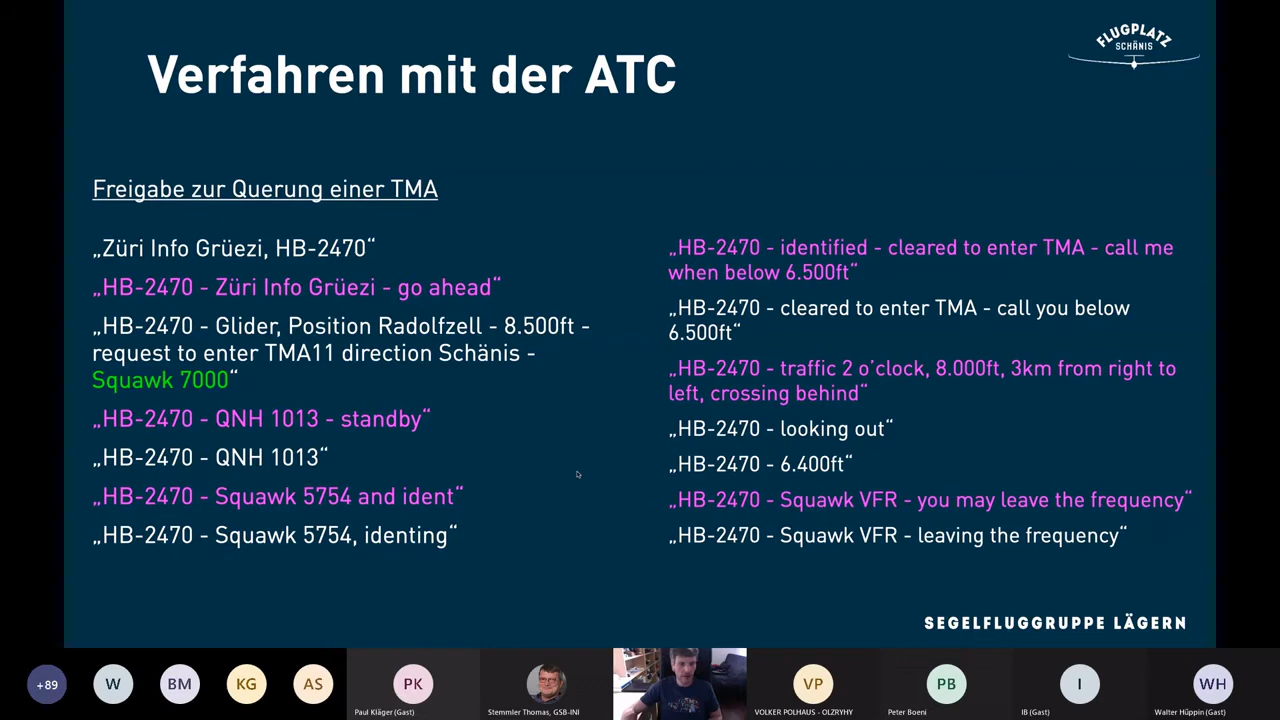 FLUGPLATZ
SCHÄNIS
Verfahren mit der ATC
Freigabe zur Querung einer TMA
„Züri Info Grüezi, HB-2470“
„HB-2470 - Züri Info Grüezi - go ahead“
„HB-2470 - Glider, Position Radolfzell - 8.500ft -
request to enter TMA11 direction Schänis -
Squawk 7000“
„HB-2470 - QNH 1013 - standby“
„HB-2470 - QNH 1013“
„HB-2470 - Squawk 5754 and ident“
„HB-2470 - Squawk 5754, identing“
„HB-2470 - identified - cleared to enter TMA - call me
when below 6.500ft“
„HB-2470 - cleared to enter TMA - call you below
6.500ft“
„HB-2470 - traffic 2 o’clock, 8.000ft, 3km from right to
left, crossing behind“
„HB-2470 - looking out“
„HB-2470 - 6.400ft“
„HB-2470 - Squawk VFR - you may leave the frequency“
„HB-2470 - Squawk VFR - leaving the frequency“
SEGELFLUGGRUPPE LÄGERN
+89
W
BM
KG
AS
PK
Paul Kläger (Gast)
Stemmler Thomas, GSB-INI
VP
VOLKER POLHAUS - OLZRYHY
PB
Peter Boeni
I
IB (Gast)
WH
Walter Hüppin (Gast)